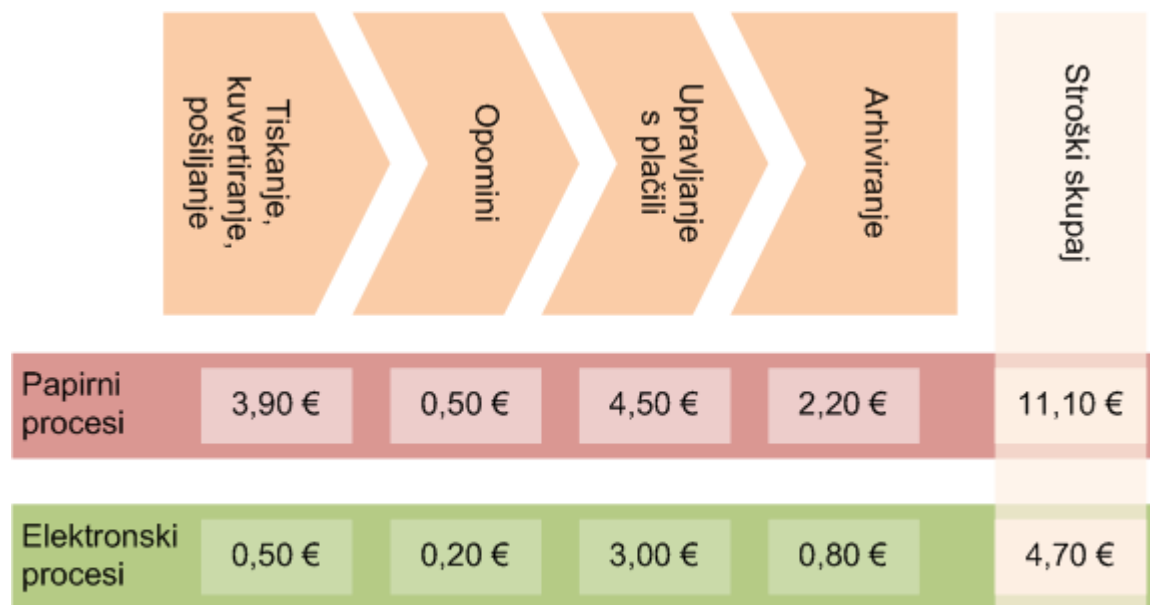 Tiskanje,
kuvertiranje,
pošiljanje
Opomini
Upravljanje
s plačili
Arhiviranje
Stroški skupaj
Papirni
procesi
3,90 €
0,50 €
4,50 €
2,20 €
11,10 €
Elektronski
procesi
0,50 €
0,20 €
3,00 €
0,80 €
4,70 €